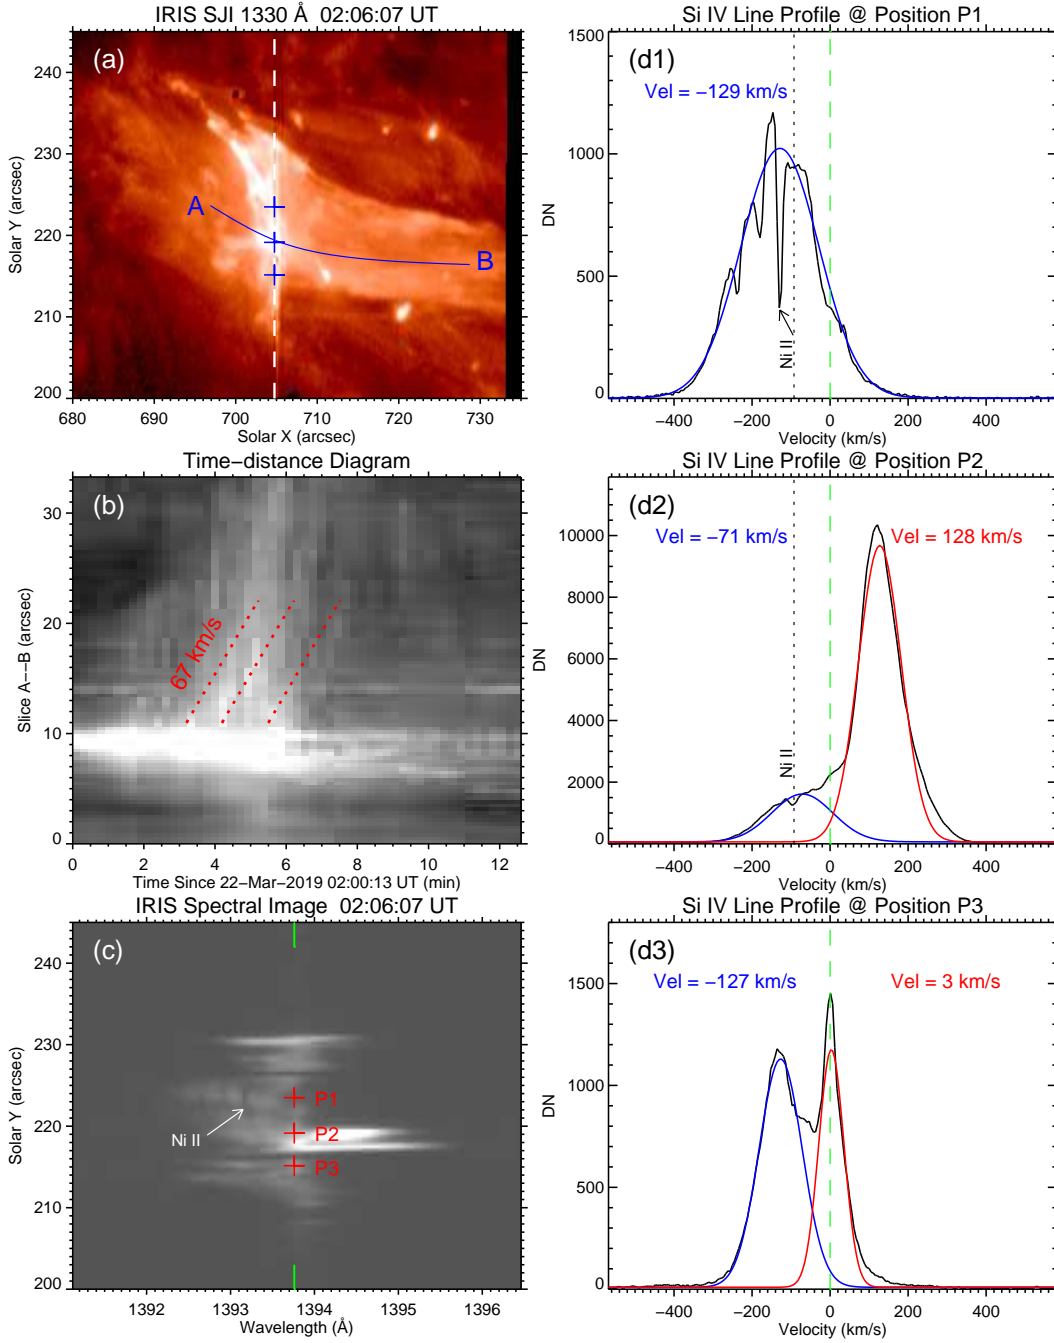 IRIS SJI 1330 Å 02:06:07 UT
(a)
A
B
Solar Y (arcsec)
240
230
220
210
200
680 690 700 710 720 730
Solar X (arcsec)
Time−distance Diagram
(b)
67 km/s
Slice A−−B (arcsec)
30
20
10
0
0 2 4 6 8 10 12
Time Since 22−Mar−2019 02:00:13 UT (min)
IRIS Spectral Image 02:06:07 UT
(c)
P1
P2
P3
Ni II
Solar Y (arcsec)
240
230
220
210
200
1392 1393 1394 1395 1396
Wavelength (Å)
Si IV Line Profile @ Position P1
(d1)
Vel = −129 km/s
Ni II
DN
1500
1000
500
0
−400 −200 0 200 400
Velocity (km/s)
Si IV Line Profile @ Position P2
(d2)
Vel = −71 km/s
Vel = 128 km/s
Ni II
DN
10000
8000
6000
4000
2000
0
−400 −200 0 200 400
Velocity (km/s)
Si IV Line Profile @ Position P3
(d3)
Vel = −127 km/s
Vel = 3 km/s
DN
1500
1000
500
0
−400 −200 0 200 400
Velocity (km/s)